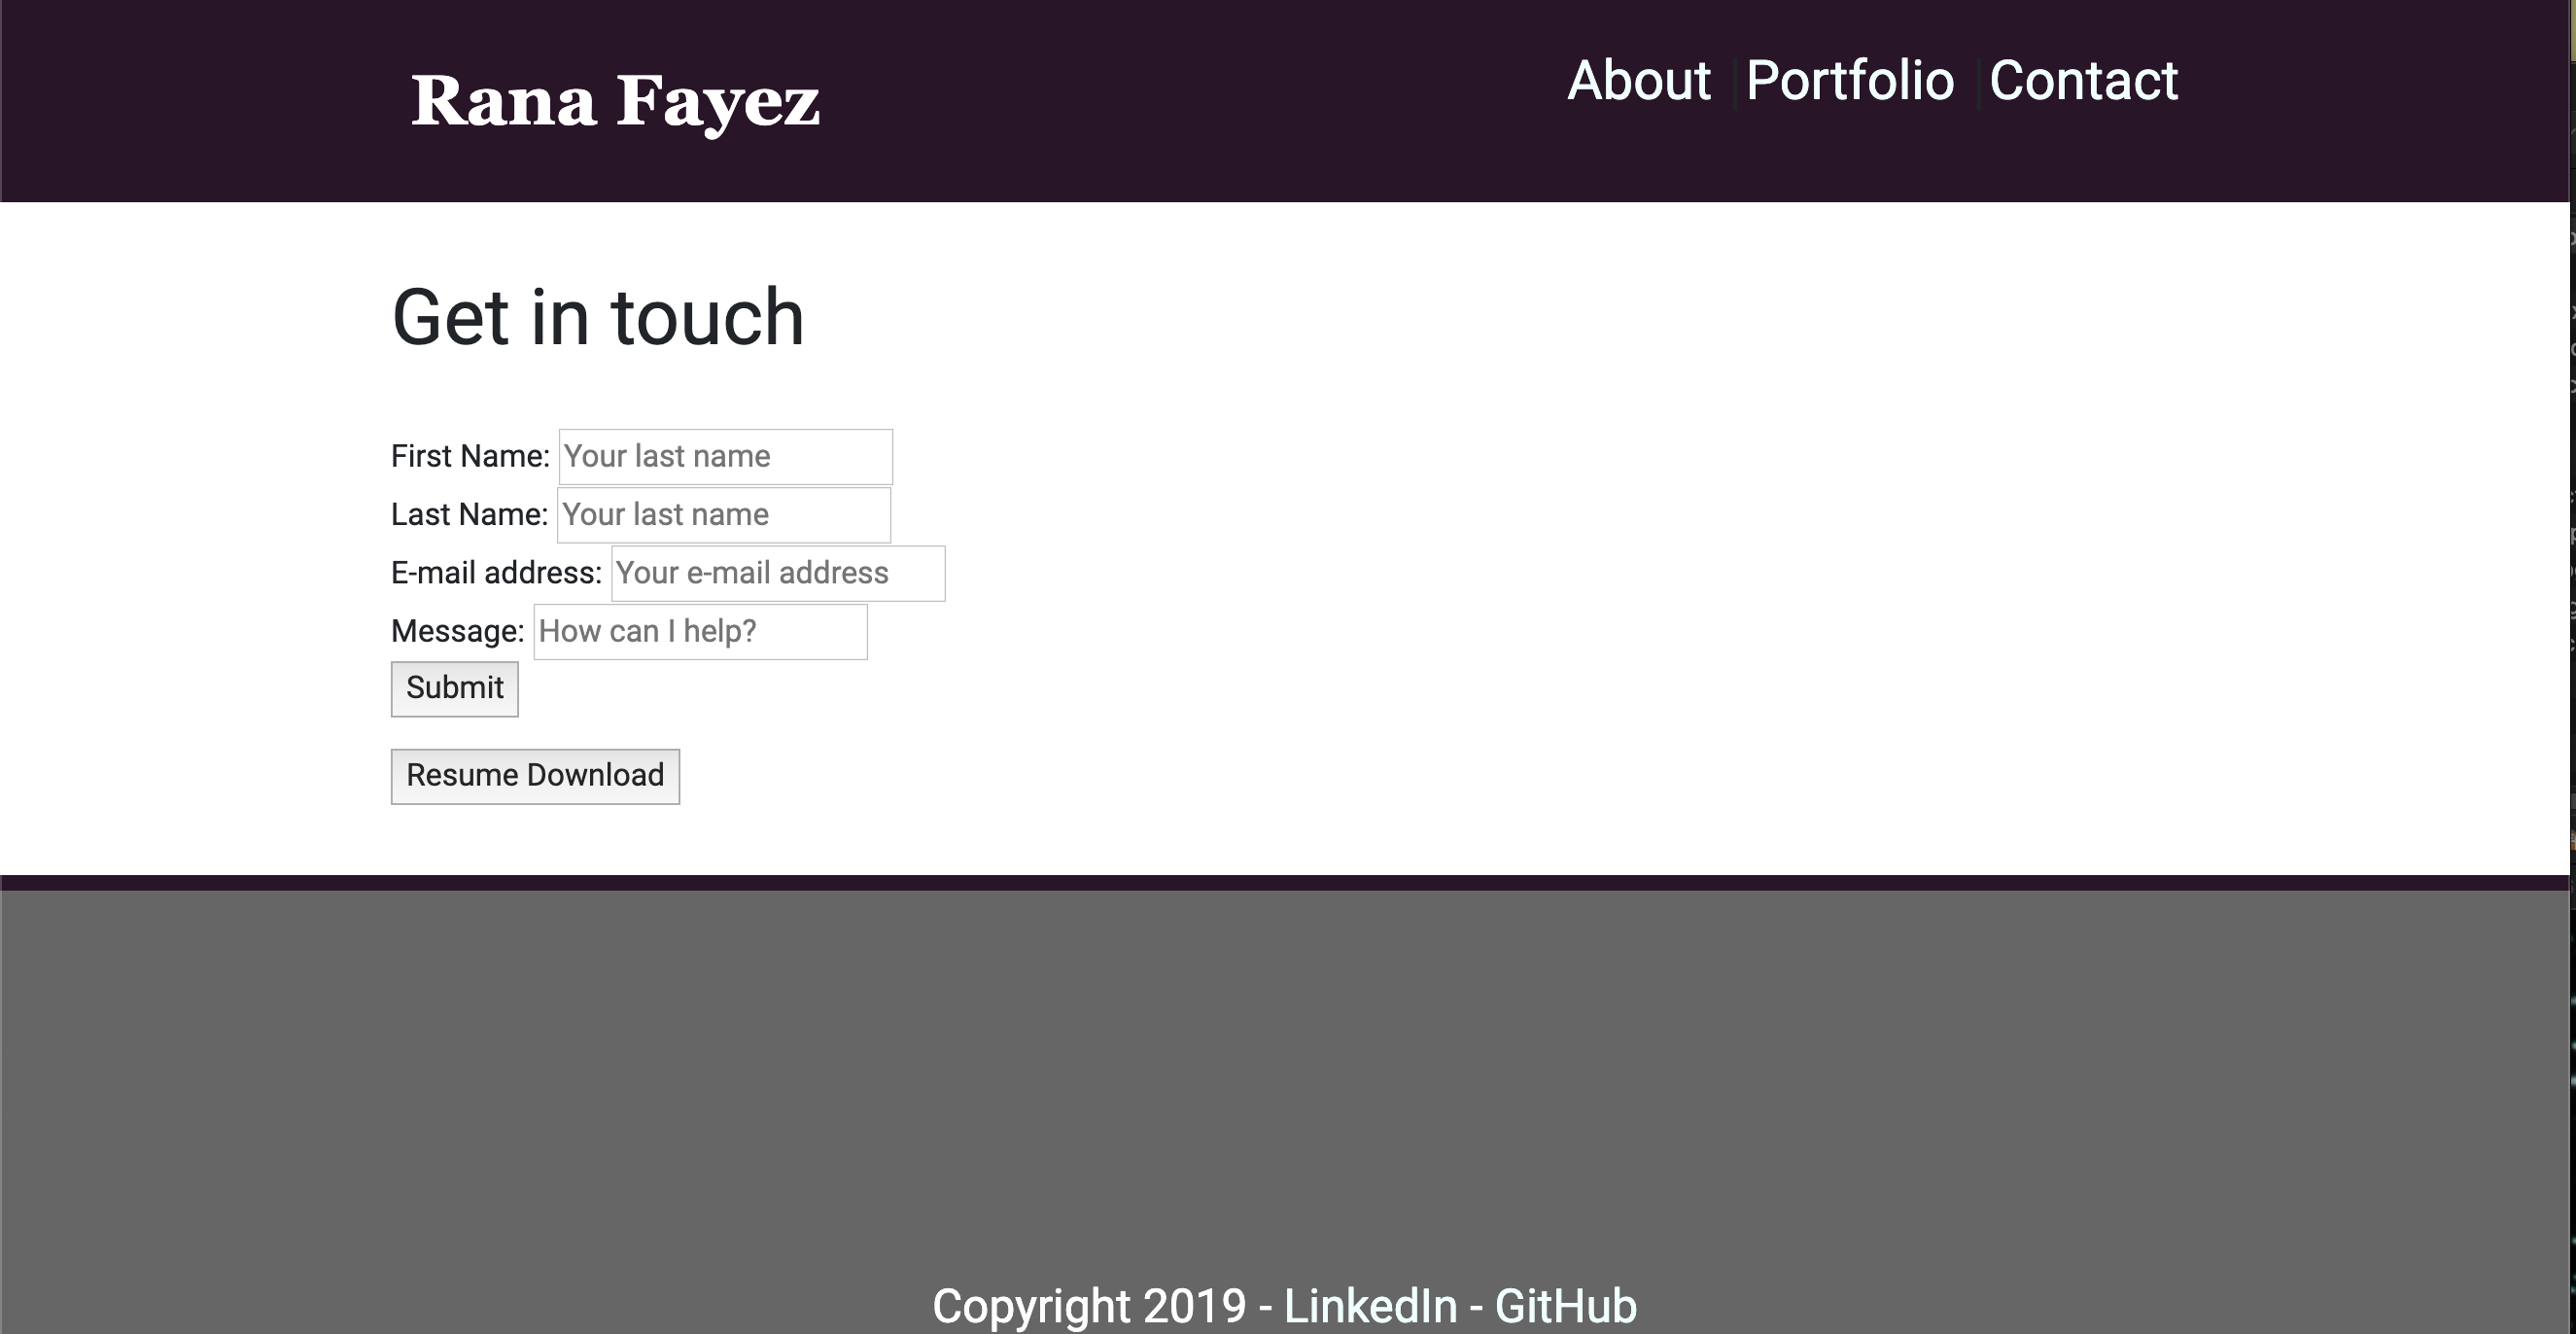 Rana Fayez
About Portfolio Contact
Get in touch
First Name: Your last name
Last Name: Your last name
E-mail address: Your e-mail address
Message: How can I help?
Submit
Resume Download
Copyright 2019 - LinkedIn - GitHub